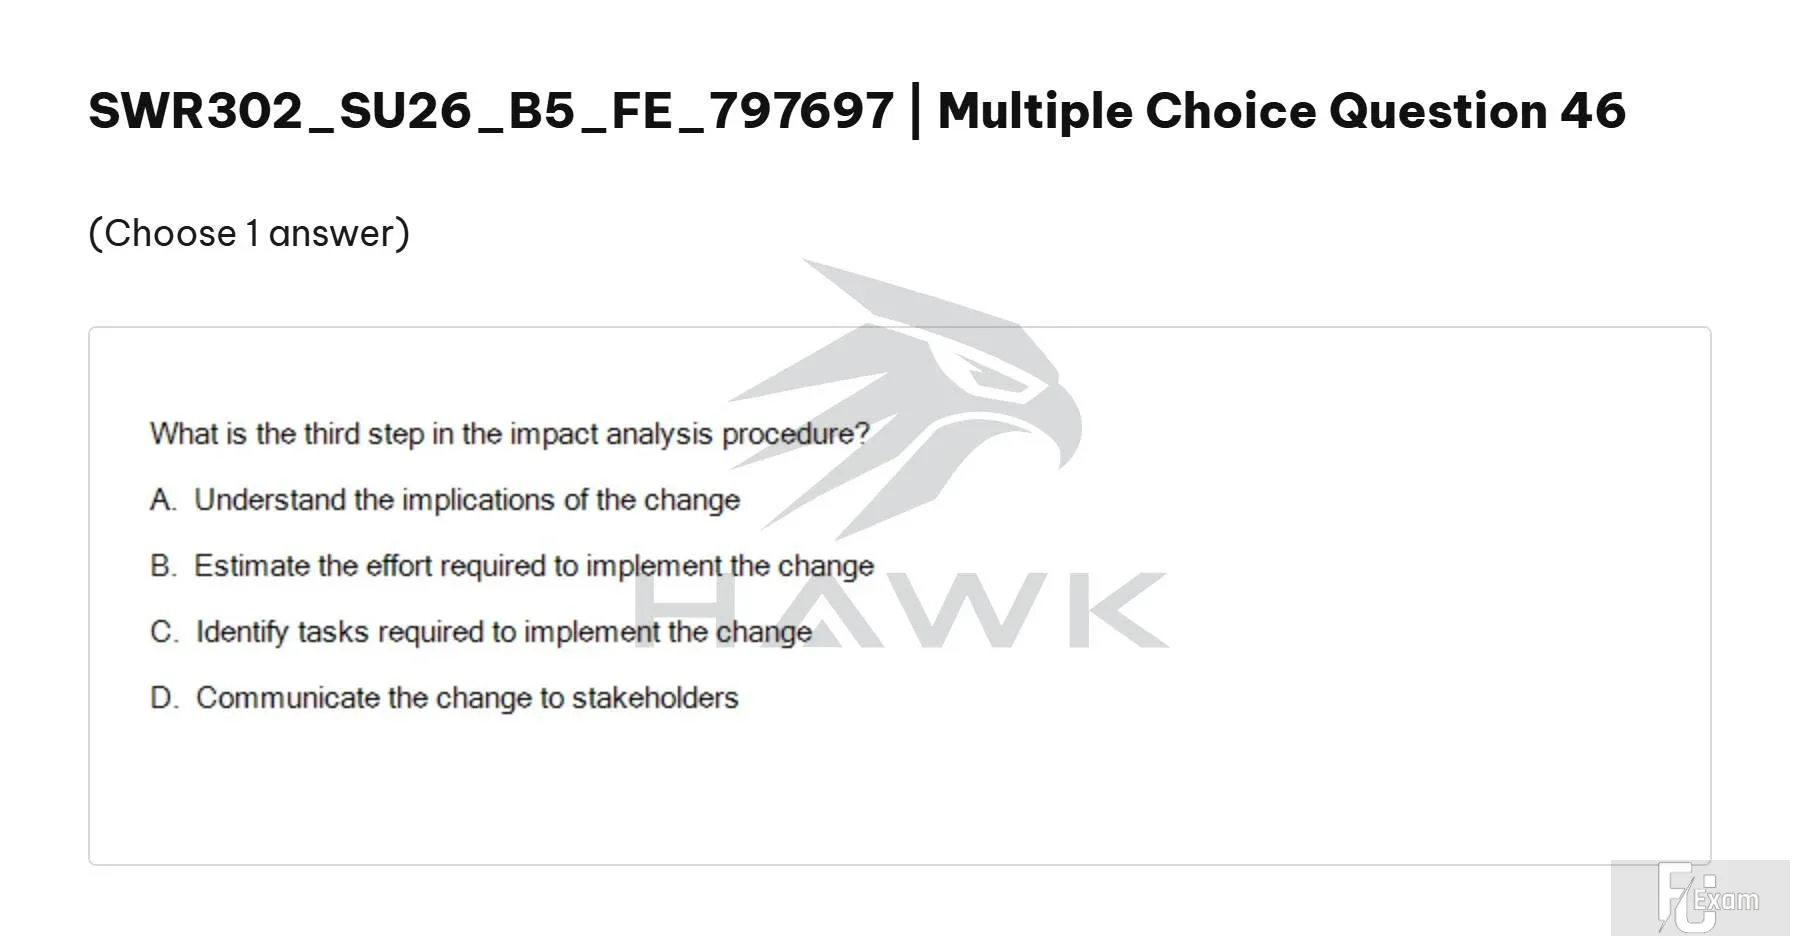 SWR302_SU26_B5_FE_797697 | Multiple Choice Question 46
(Choose 1 answer)
What is the third step in the impact analysis procedure?
A. Understand the implications of the change
B. Estimate the effort required to implement the change
C. Identify tasks required to implement the change
D. Communicate the change to stakeholders
HAWK
FU Exam